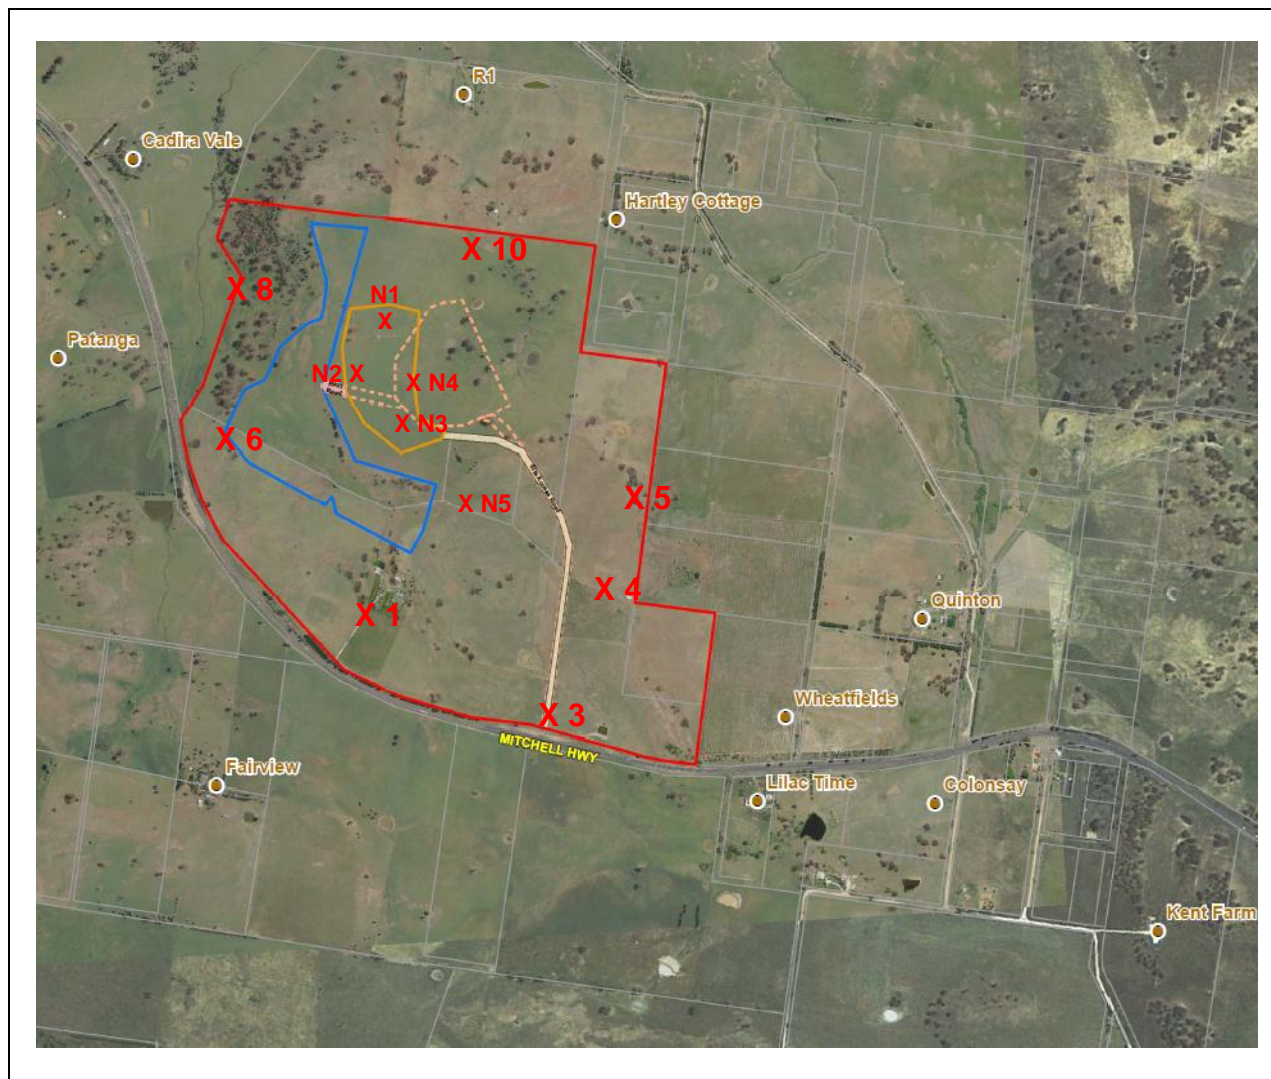 R1
Cadira Vale
Hartley Cottage
X 10
X 8
N1
X
Patanga
N2 X
X N4
X N3
X 6
X 5
X N5
X 4
Quinton
X 1
X 3
Wheatfields
MITCHELL HWY
Fairview
Lilac Time
Colonsay
Kent Farm